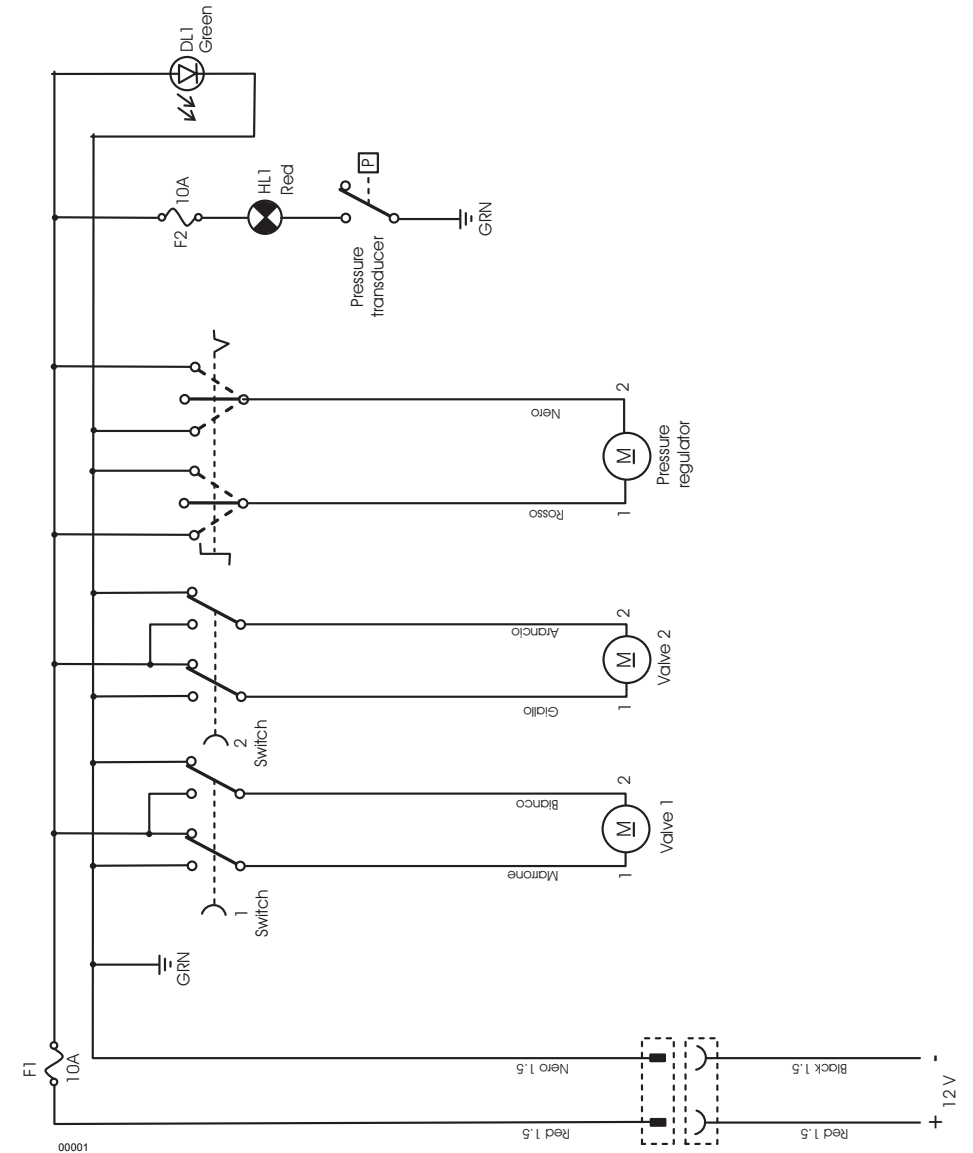 DL1
Green
10A
F2
HL1
Red
P
Pressure
transducer
GRN
Nero
2
M
1
Pressure
regulator
Rosso
Arancio
2
M
1
Valve 2
Giallo
2
Switch
Bianco
2
M
1
Valve 1
Marrone
1
Switch
GRN
F1
10A
Nero 1.5
Black 1.5
-
12 V
+
Red 1.5
Red 1.5
00001